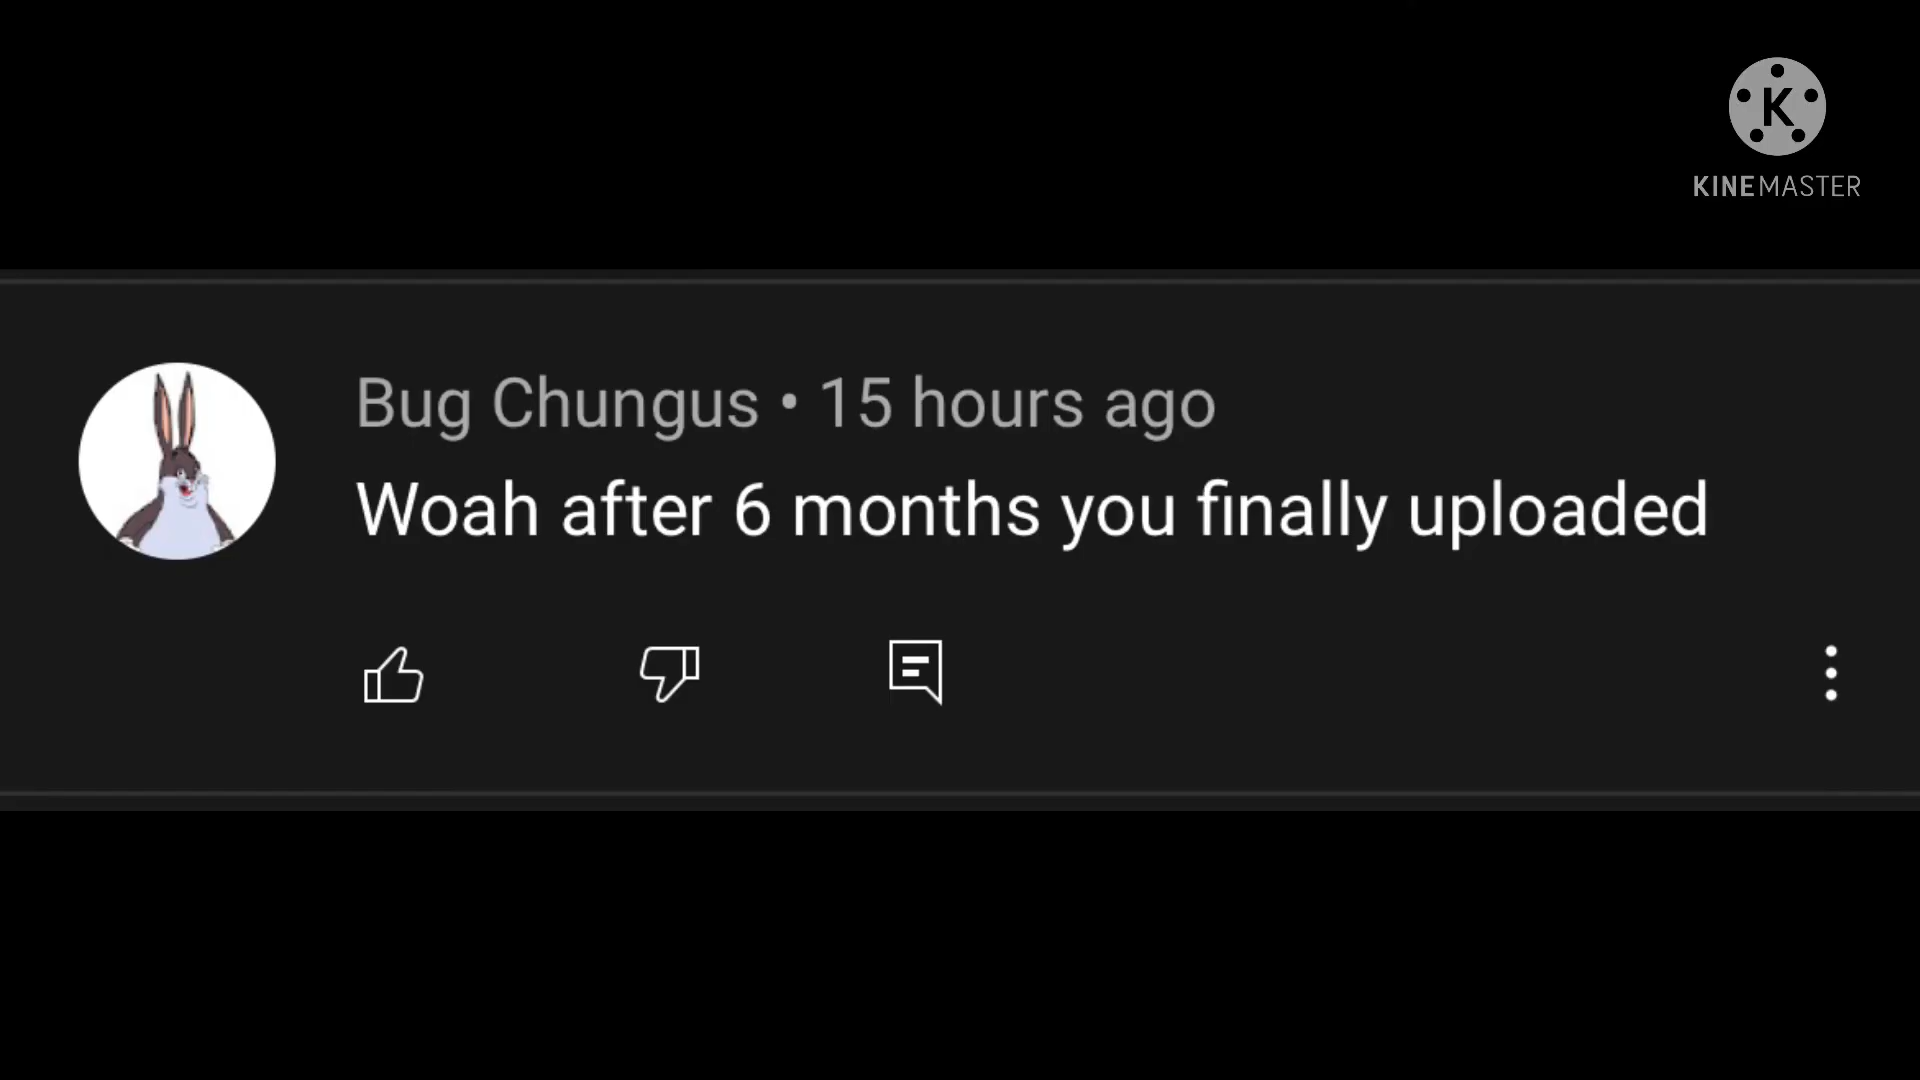 K
KINEMASTER
Bug Chungus • 15 hours ago
Woah after 6 months you finally uploaded